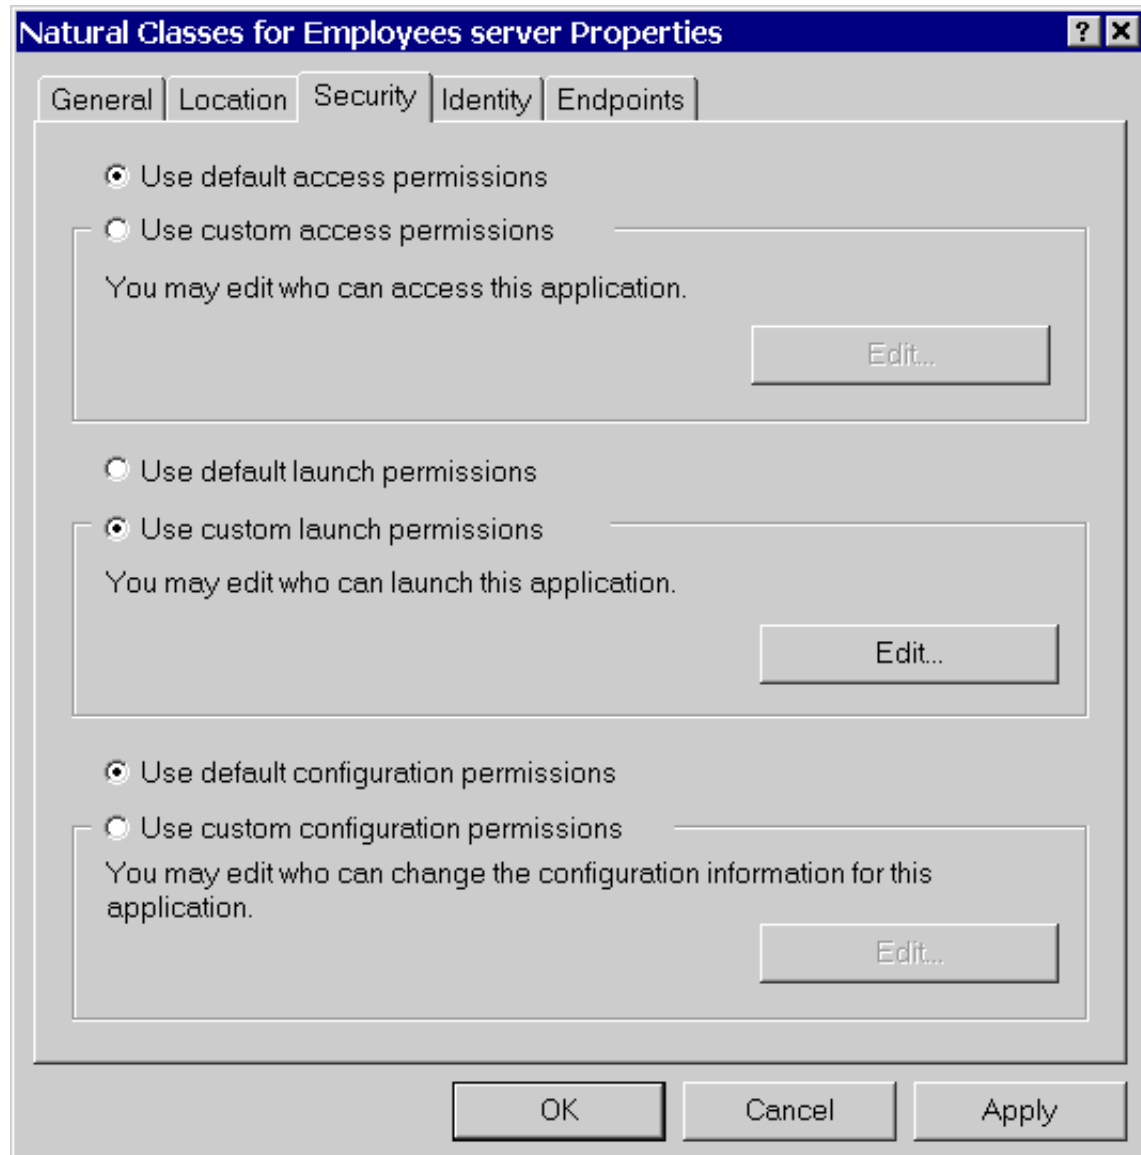 Natural Classes for Employees server Properties
General Location Security Identity Endpoints
Use default access permissions
Use custom access permissions
You may edit who can access this application.
Edit...
Use default launch permissions
Use custom launch permissions
You may edit who can launch this application.
Edit...
Use default configuration permissions
Use custom configuration permissions
You may edit who can change the configuration information for this
application.
Edit...
OK Cancel Apply